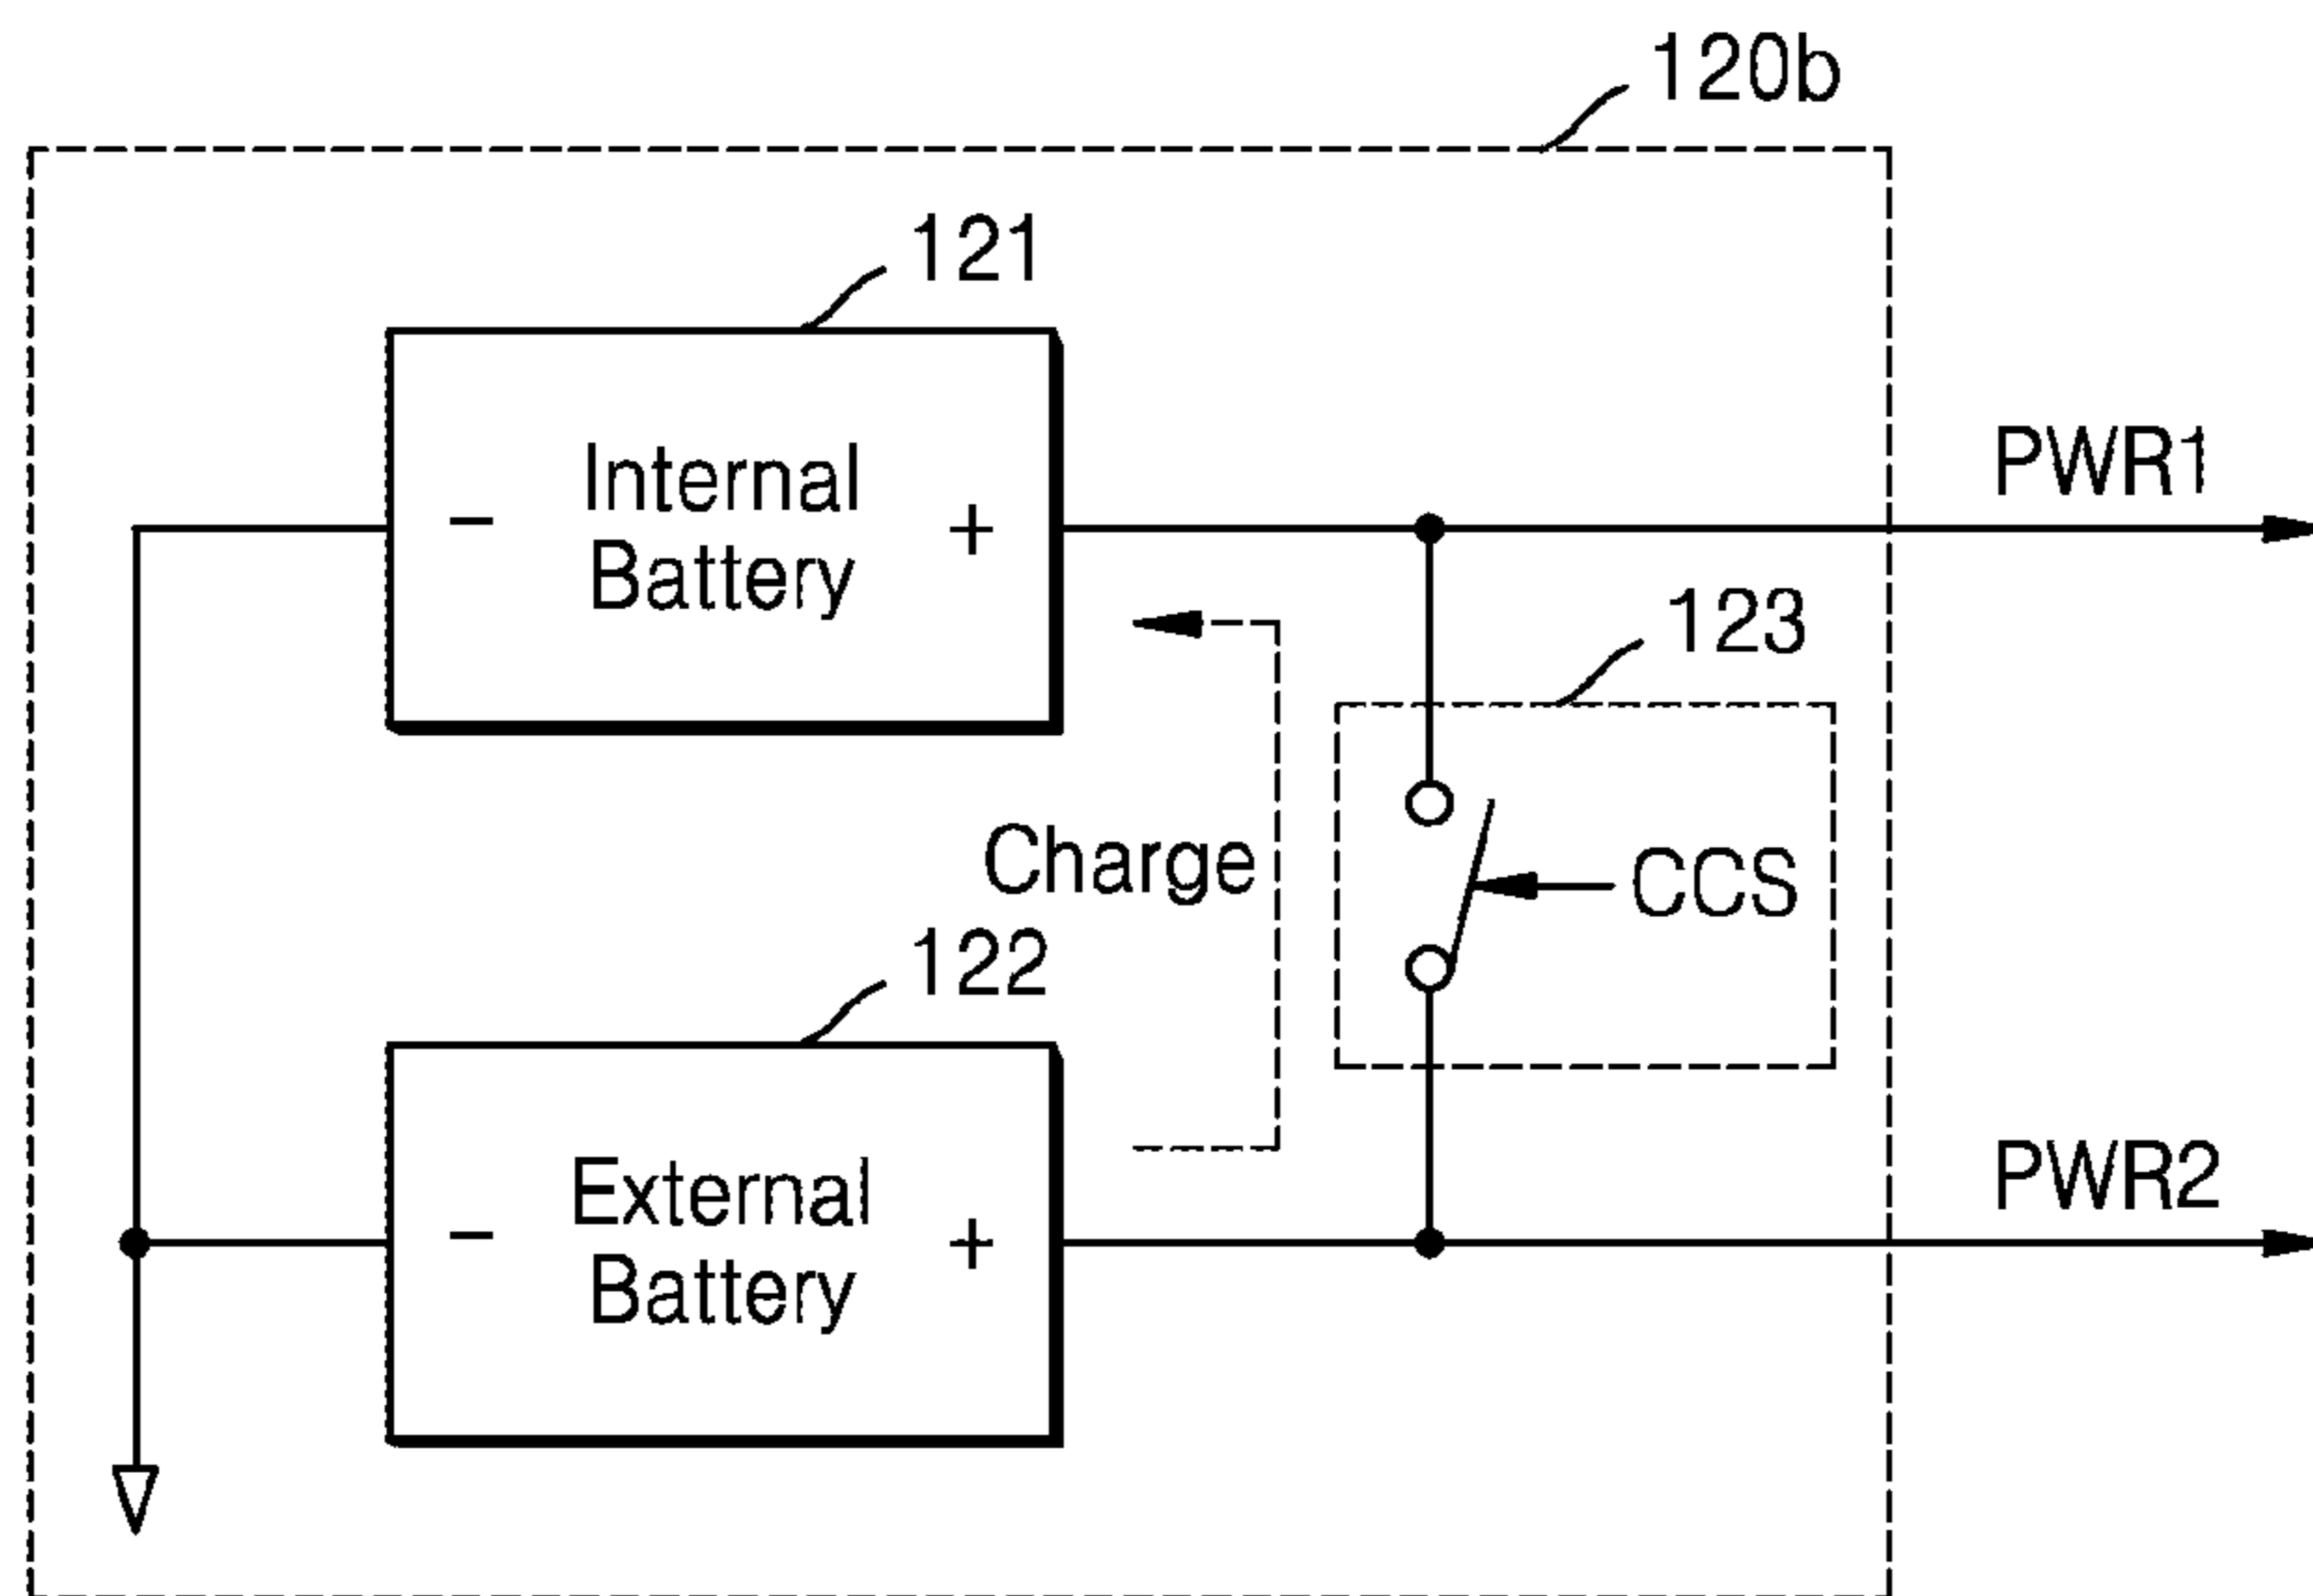 120b
121
Internal
Battery
−
+
PWR1
123
Charge
CCS
122
External
Battery
−
+
PWR2